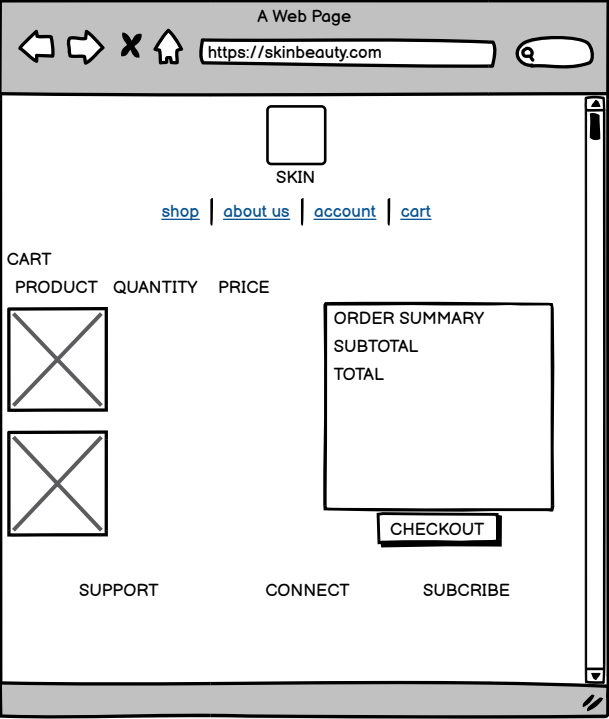 A Web Page
https://skinbeauty.com
SKIN
shop | about us | account | cart
CART
PRODUCT QUANTITY PRICE
ORDER SUMMARY
SUBTOTAL
TOTAL
CHECKOUT
SUPPORT CONNECT SUBCRIBE